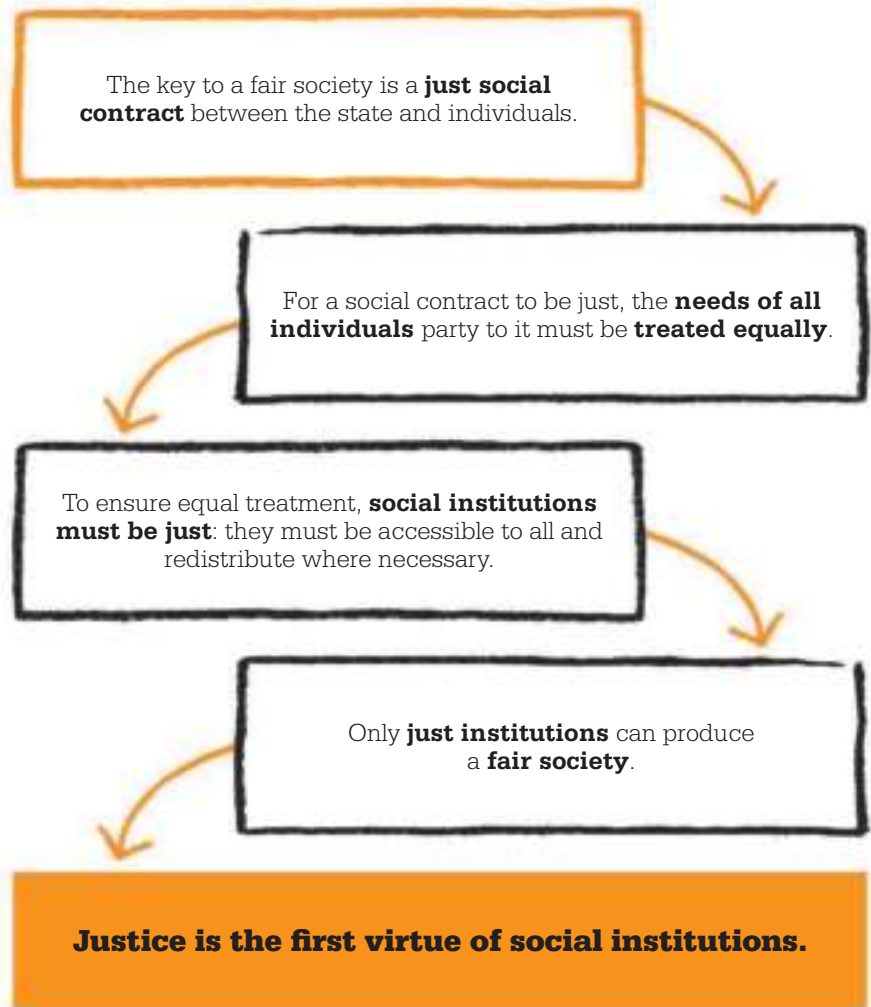 The key to a fair society is a just social
contract between the state and individuals.
For a social contract to be just, the needs of all
individuals party to it must be treated equally.
To ensure equal treatment, social institutions
must be just: they must be accessible to all and
redistribute where necessary.
Only just institutions can produce
a fair society.
Justice is the first virtue of social institutions.